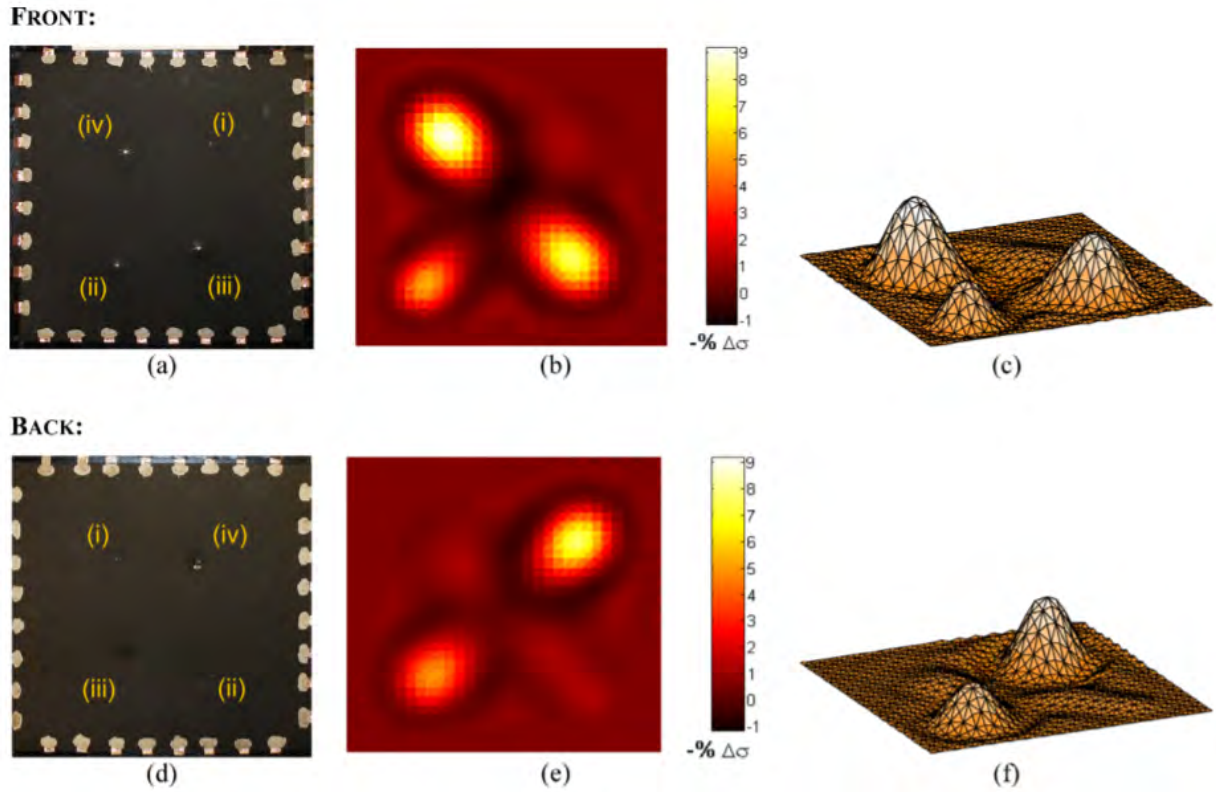 FRONT:
(iv) (i)
(ii) (iii)
(a)
(b)
9
8
7
6
5
4
3
2
1
0
-1
-% Δσ
(c)
BACK:
(i) (iv)
(iii) (ii)
(d)
(e)
9
8
7
6
5
4
3
2
1
0
-1
-% Δσ
(f)